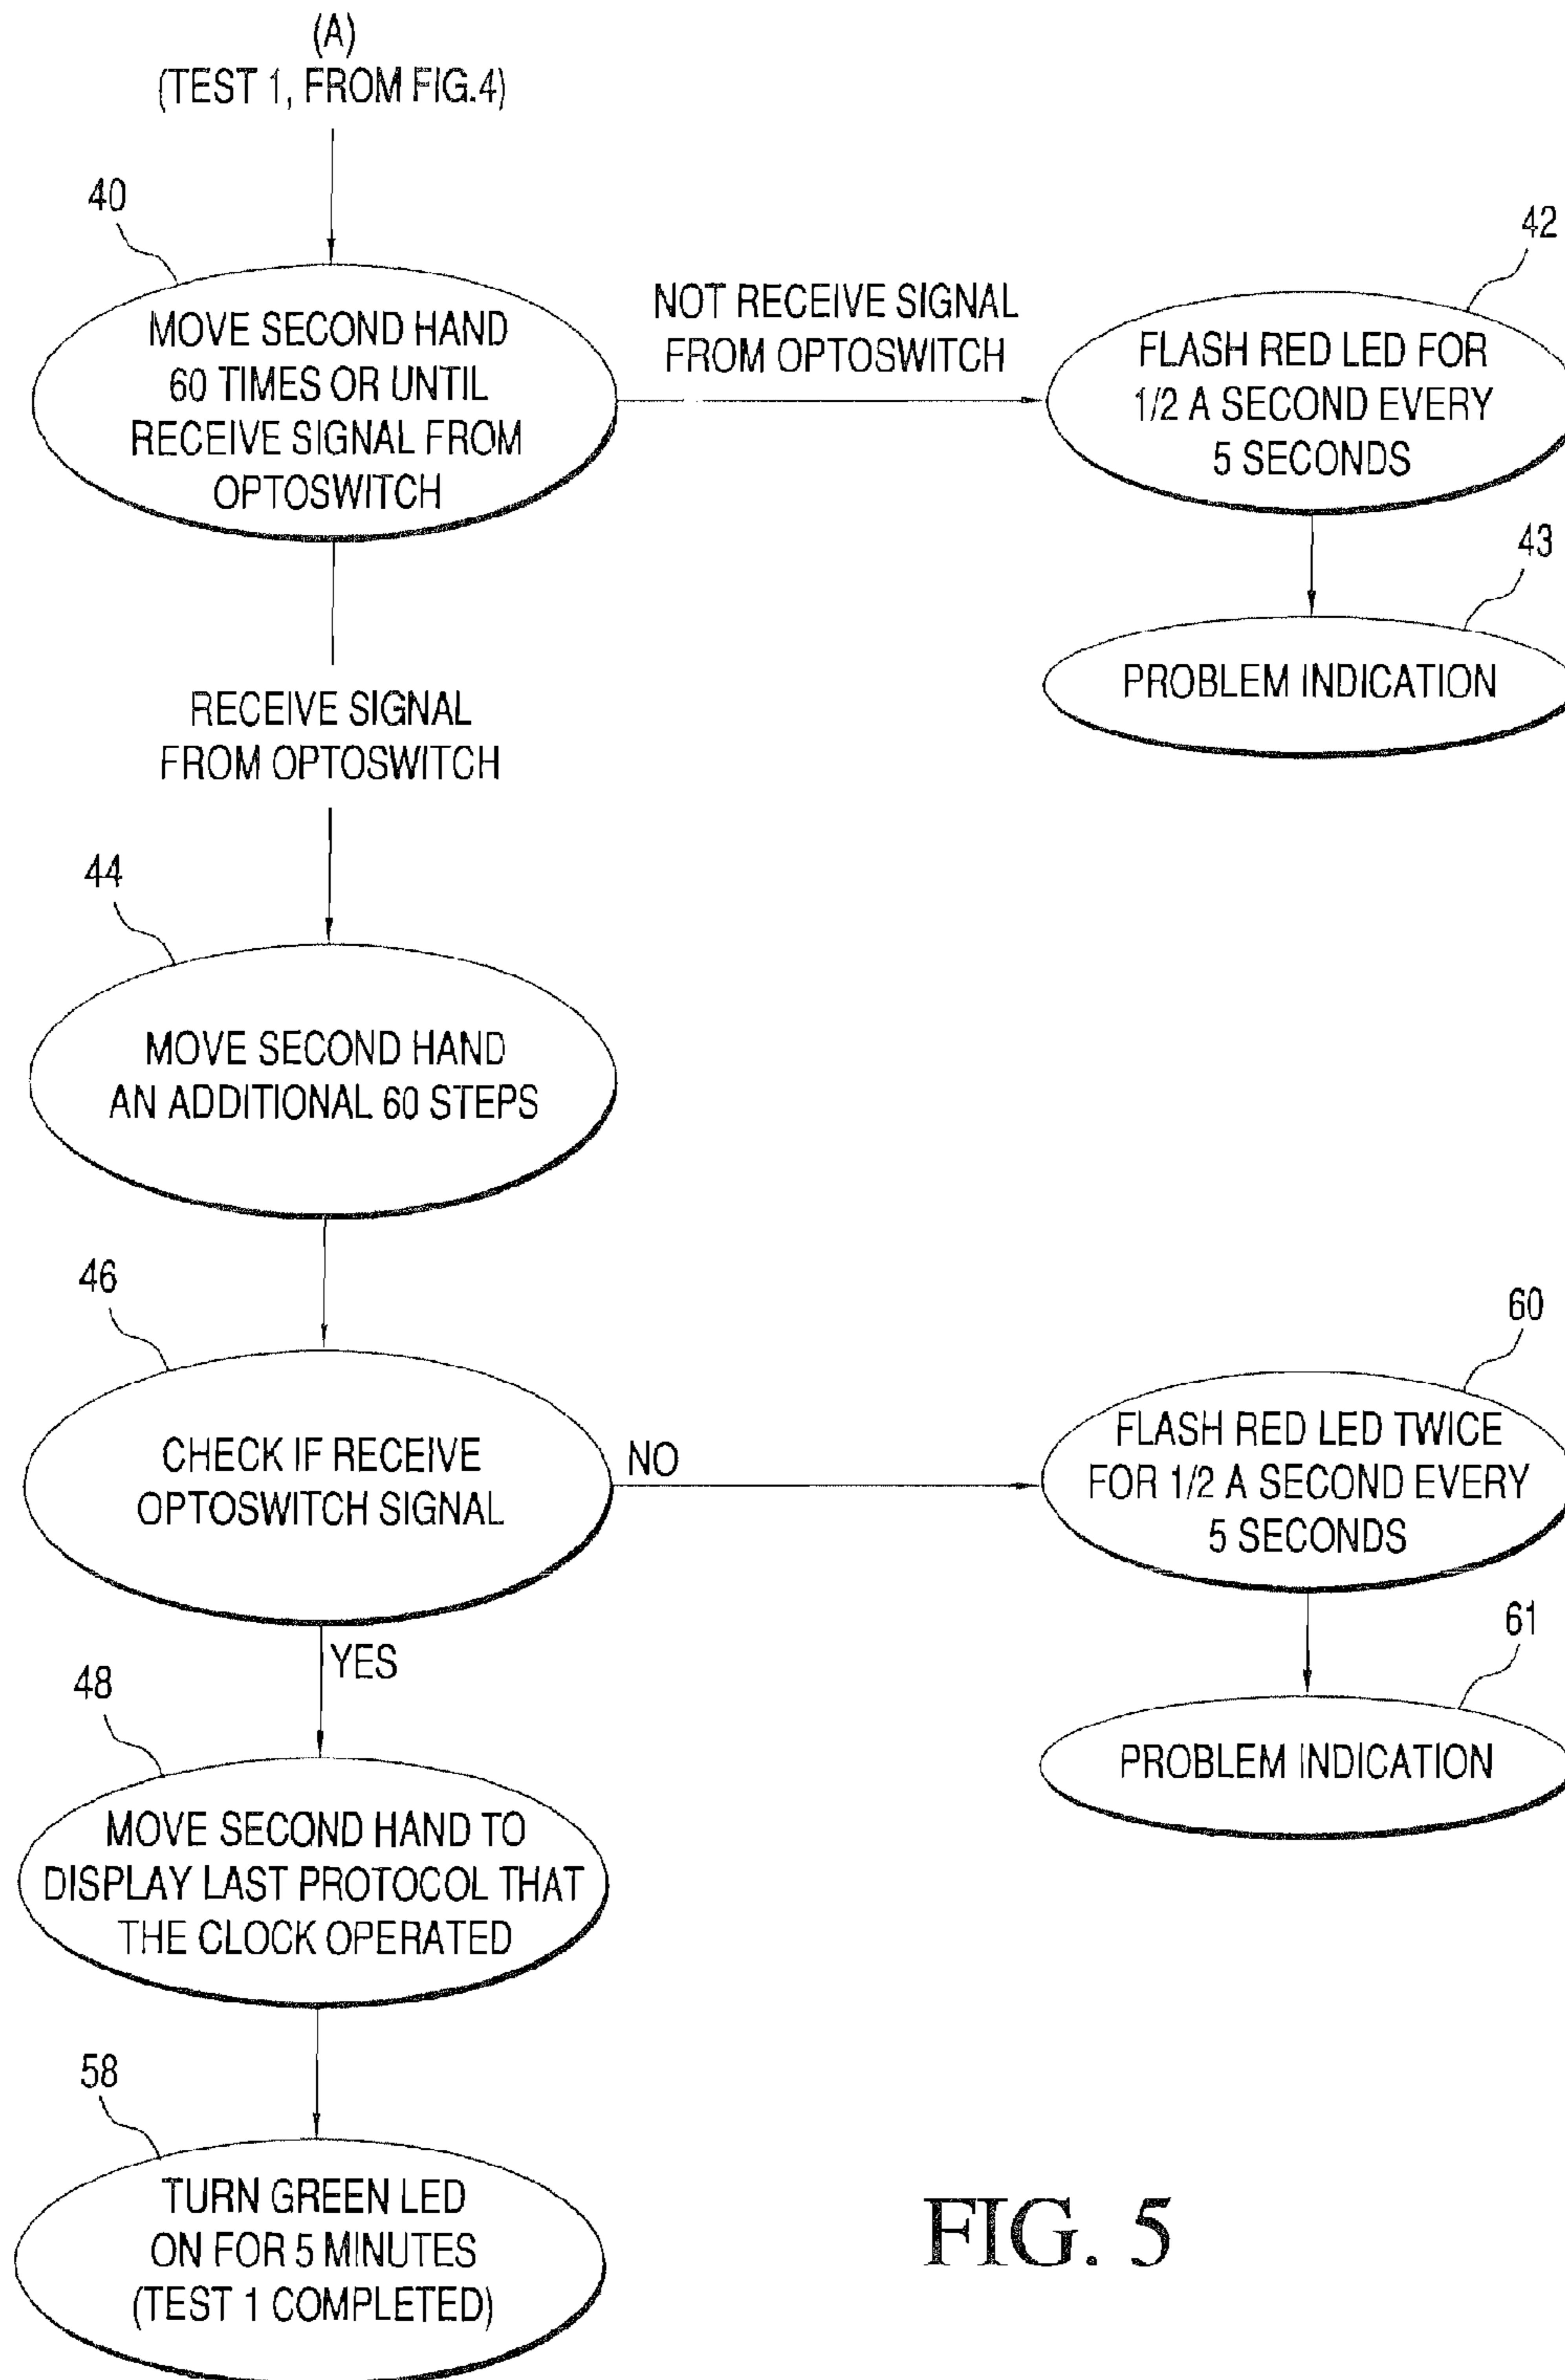 (A)
(TEST 1, FROM FIG.4)
40
MOVE SECOND HAND
60 TIMES OR UNTIL
RECEIVE SIGNAL FROM
OPTOSWITCH
NOT RECEIVE SIGNAL
FROM OPTOSWITCH
42
FLASH RED LED FOR
1/2 A SECOND EVERY
5 SECONDS
43
PROBLEM INDICATION
RECEIVE SIGNAL
FROM OPTOSWITCH
44
MOVE SECOND HAND
AN ADDITIONAL 60 STEPS
46
CHECK IF RECEIVE
OPTOSWITCH SIGNAL
NO
60
FLASH RED LED TWICE
FOR 1/2 A SECOND EVERY
5 SECONDS
61
PROBLEM INDICATION
YES
48
MOVE SECOND HAND TO
DISPLAY LAST PROTOCOL THAT
THE CLOCK OPERATED
58
TURN GREEN LED
ON FOR 5 MINUTES
(TEST 1 COMPLETED)
FIG. 5